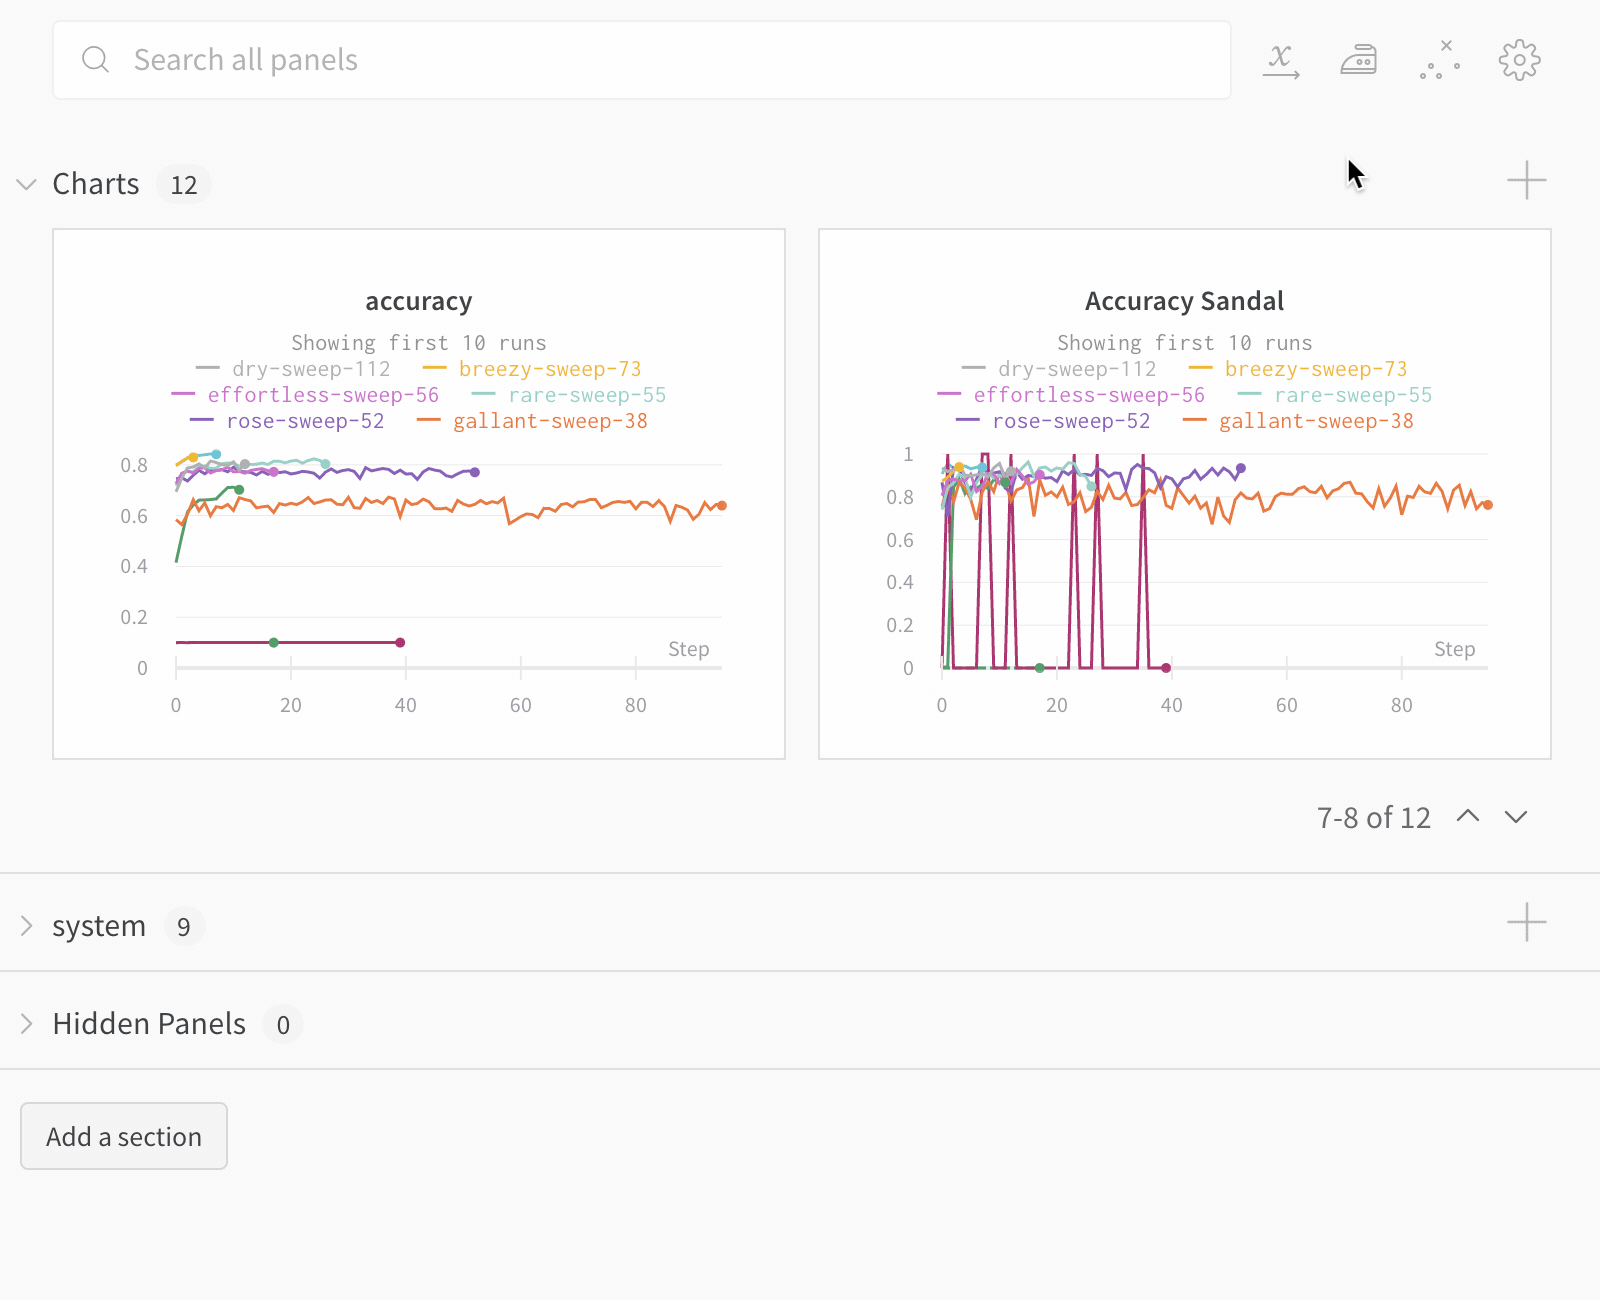 Search all panels
x
Charts 12
accuracy
Showing first 10 runs
dry-sweep-112 breezy-sweep-73
effortless-sweep-56 rare-sweep-55
rose-sweep-52 gallant-sweep-38
0.8
0.6
0.4
0.2
0
Step
0 20 40 60 80
Accuracy Sandal
Showing first 10 runs
dry-sweep-112 breezy-sweep-73
effortless-sweep-56 rare-sweep-55
rose-sweep-52 gallant-sweep-38
1
0.8
0.6
0.4
0.2
0
Step
0 20 40 60 80
7-8 of 12
system 9
Hidden Panels 0
Add a section